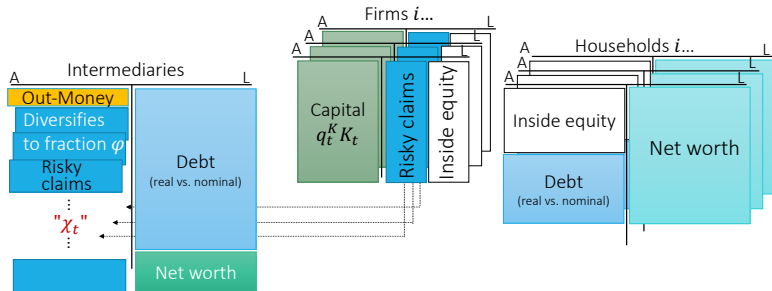 Intermediaries
A
L
Out-Money
Diversifies
to fraction φ
Risky
claims
"χ_t"
Debt
(real vs. nominal)
Net worth
Firms i...
A
L
A
L
A
L
Capital
q_t^K K_t
Risky claims
Inside equity
Households i...
A
L
A
L
A
L
Inside equity
Debt
(real vs. nominal)
Net worth